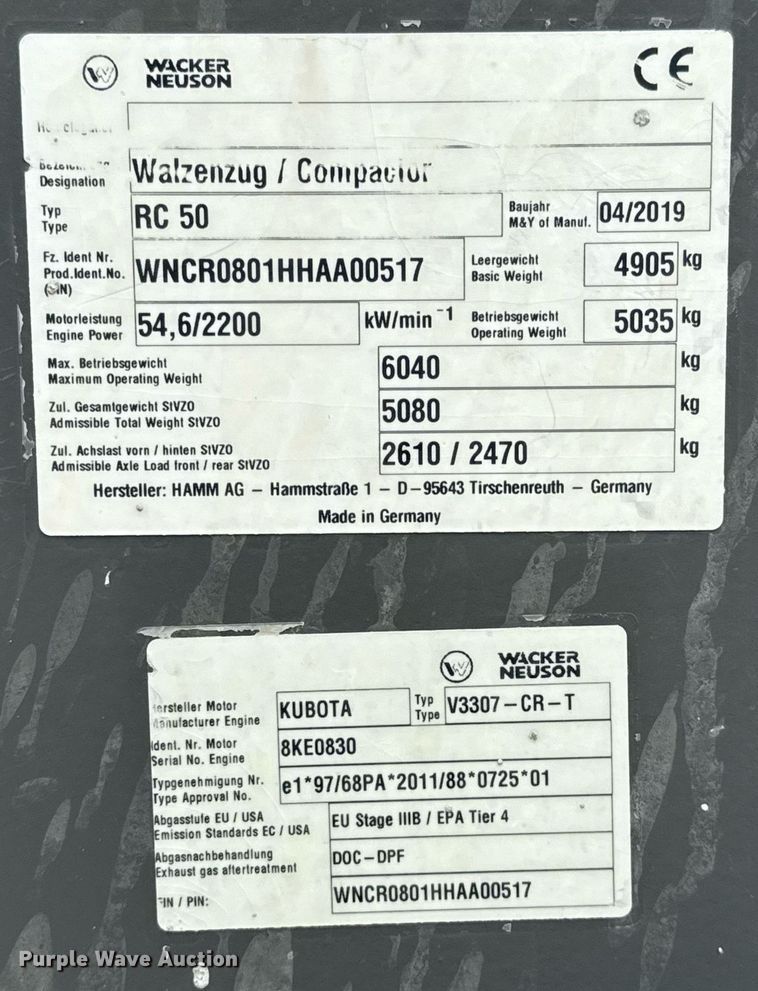 WACKER
NEUSON
CE
Walzenzug / Compactor
Designation
Typ
Type
RC 50
Baujahr
M&Y of Manuf.
04/2019
Fz. Ident Nr.
Prod.Ident.No.
WNCR0801HHAA00517
Leergewicht
Basic Weight
4905 kg
Motorleistung
Engine Power
54,6/2200 kW/min -1
Betriebsgewicht
Operating Weight
5035 kg
Max. Betriebsgewicht
Maximum Operating Weight
6040 kg
Zul. Gesamtgewicht StVZO
Admissible Total Weight StVZO
5080 kg
Zul. Achslast vorn / hinten StVZO
Admissible Axle Load front / rear StVZO
2610 / 2470 kg
Hersteller: HAMM AG – Hammstraße 1 – D–95643 Tirschenreuth – Germany
Made in Germany
WACKER
NEUSON
Motor
Engine
KUBOTA
Typ
Type
V3307–CR–T
Ident. Nr. Motor
Serial No. Engine
8KE0830
Typgenehmigung Nr.
Type Approval No.
e1*97/68PA*2011/88*0725*01
Abgasstufe EU / USA
Emission Standards EC / USA
EU Stage IIIB / EPA Tier 4
Abgasnachbehandlung
Exhaust gas aftertreatment
DOC–DPF
/ PIN:
WNCR0801HHAA00517
Purple Wave Auction